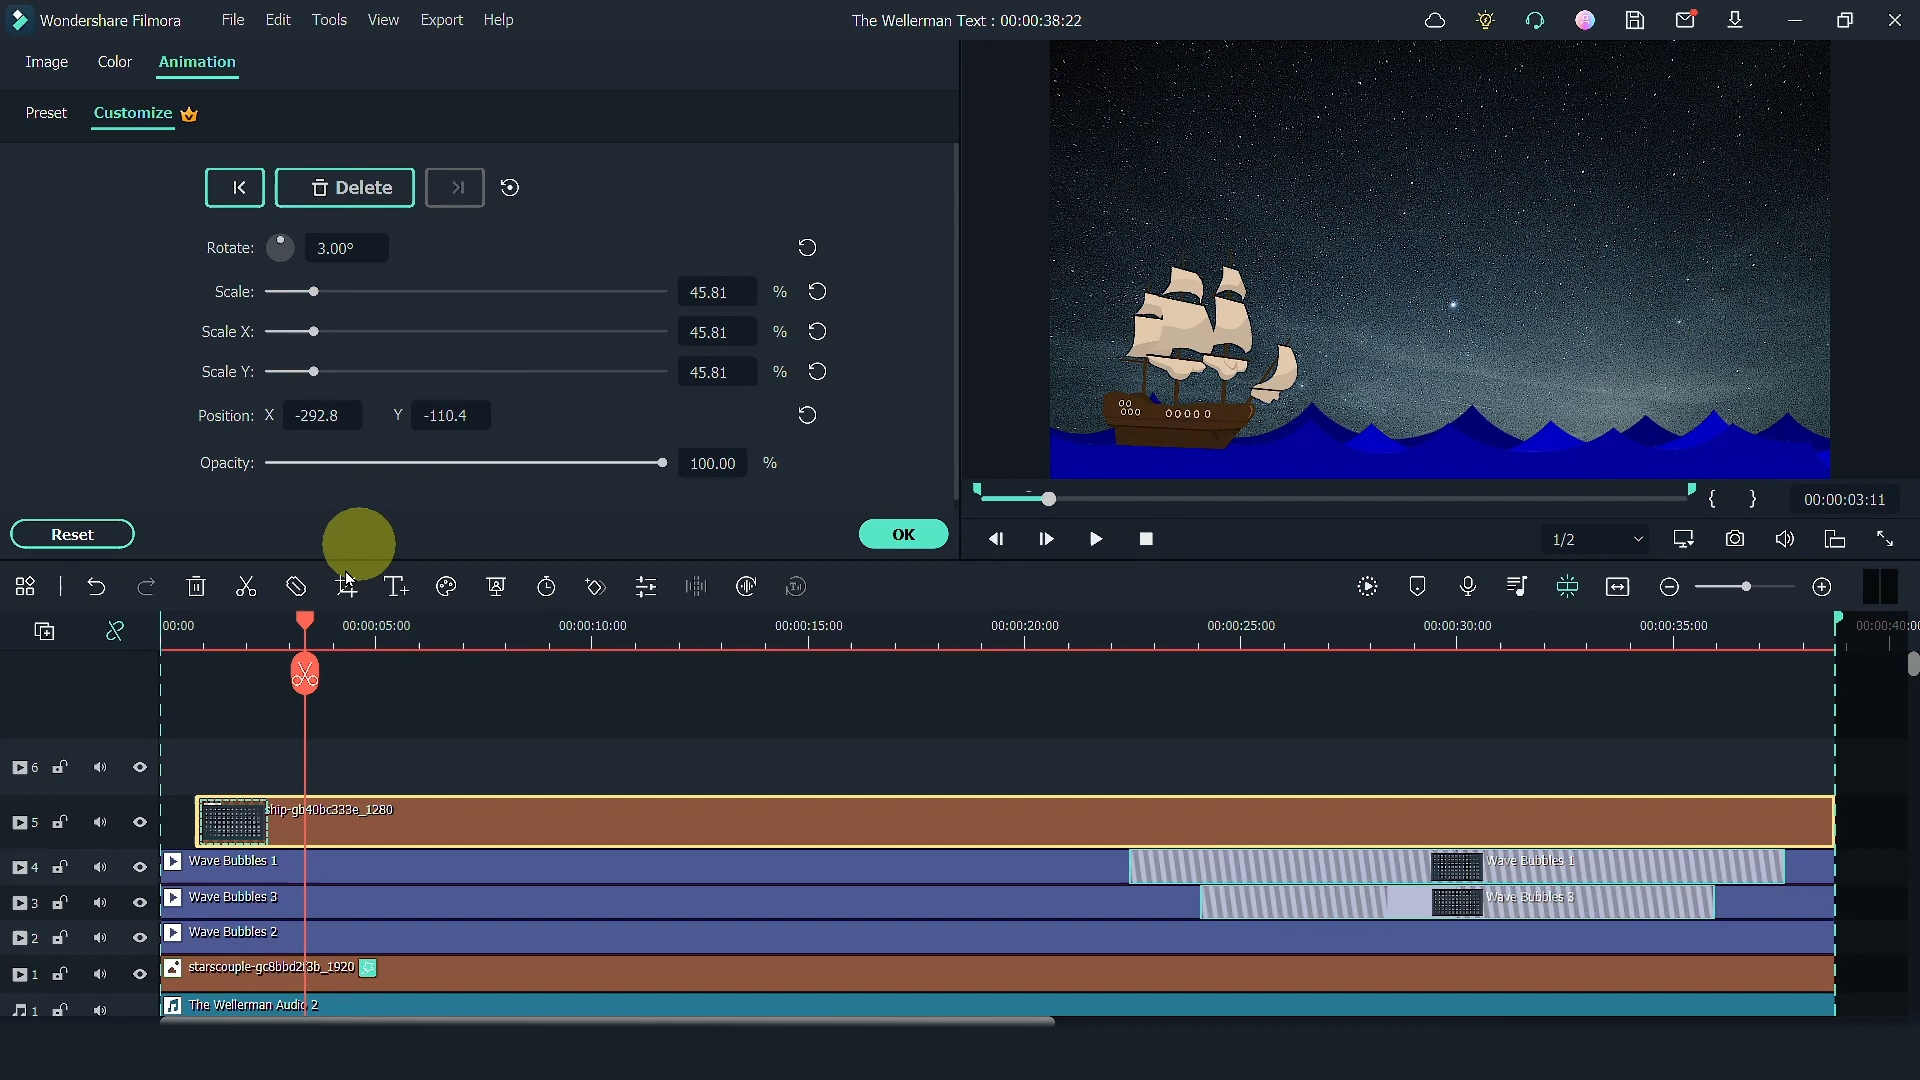 Wondershare Filmora File Edit Tools View Export Help The Wellerman Text : 00:00:38:22
Image Color Animation
Preset Customize
Delete
Rotate: 3.00°
Scale: 45.81 %
Scale X: 45.81 %
Scale Y: 45.81 %
Position: X -292.8 Y -110.4
Opacity: 100.00 %
Reset OK
{ } 00:00:03:11
1/2
00:00 00:00:05:00 00:00:10:00 00:00:15:00 00:00:20:00 00:00:25:00 00:00:30:00 00:00:35:00 00:00:40:00
6
5 ship-gb40bc333e_1280
4 Wave Bubbles 1 Wave Bubbles 1
3 Wave Bubbles 3 Wave Bubbles 3
2 Wave Bubbles 2
1
1 The Wellerman Audio 2